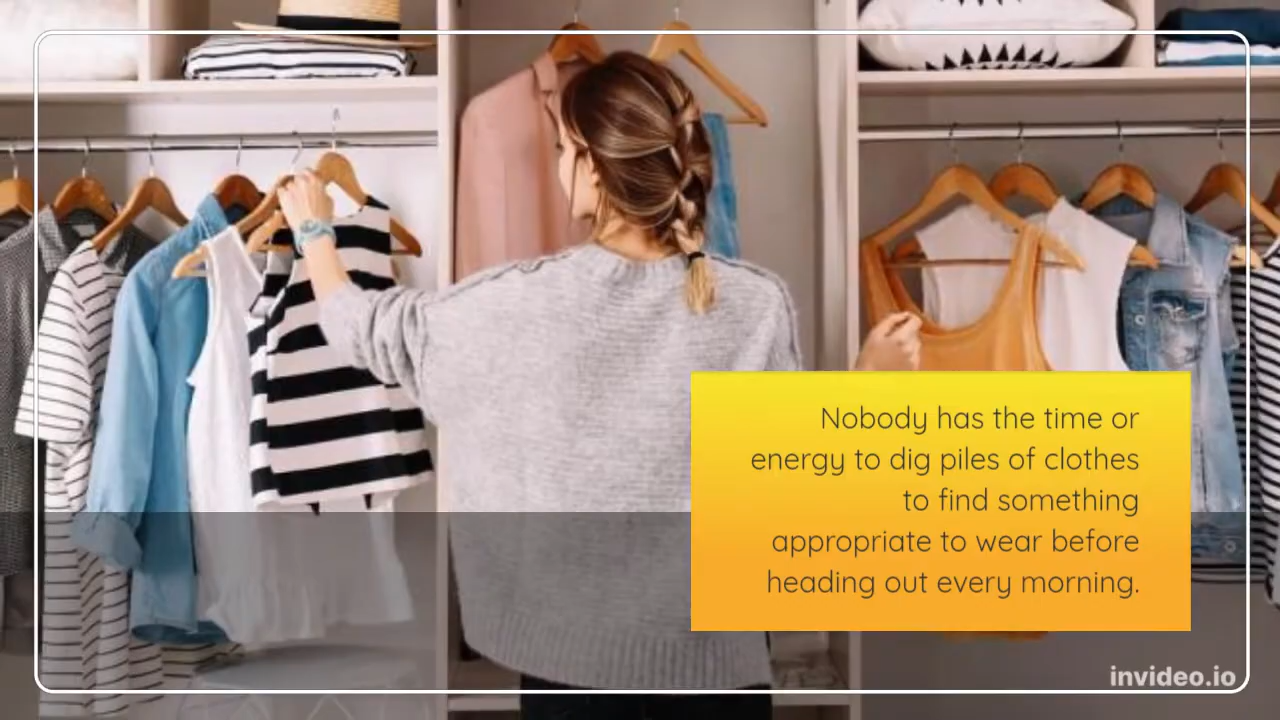 Nobody has the time or
energy to dig piles of clothes
to find something
appropriate to wear before
heading out every morning.
invideo.io